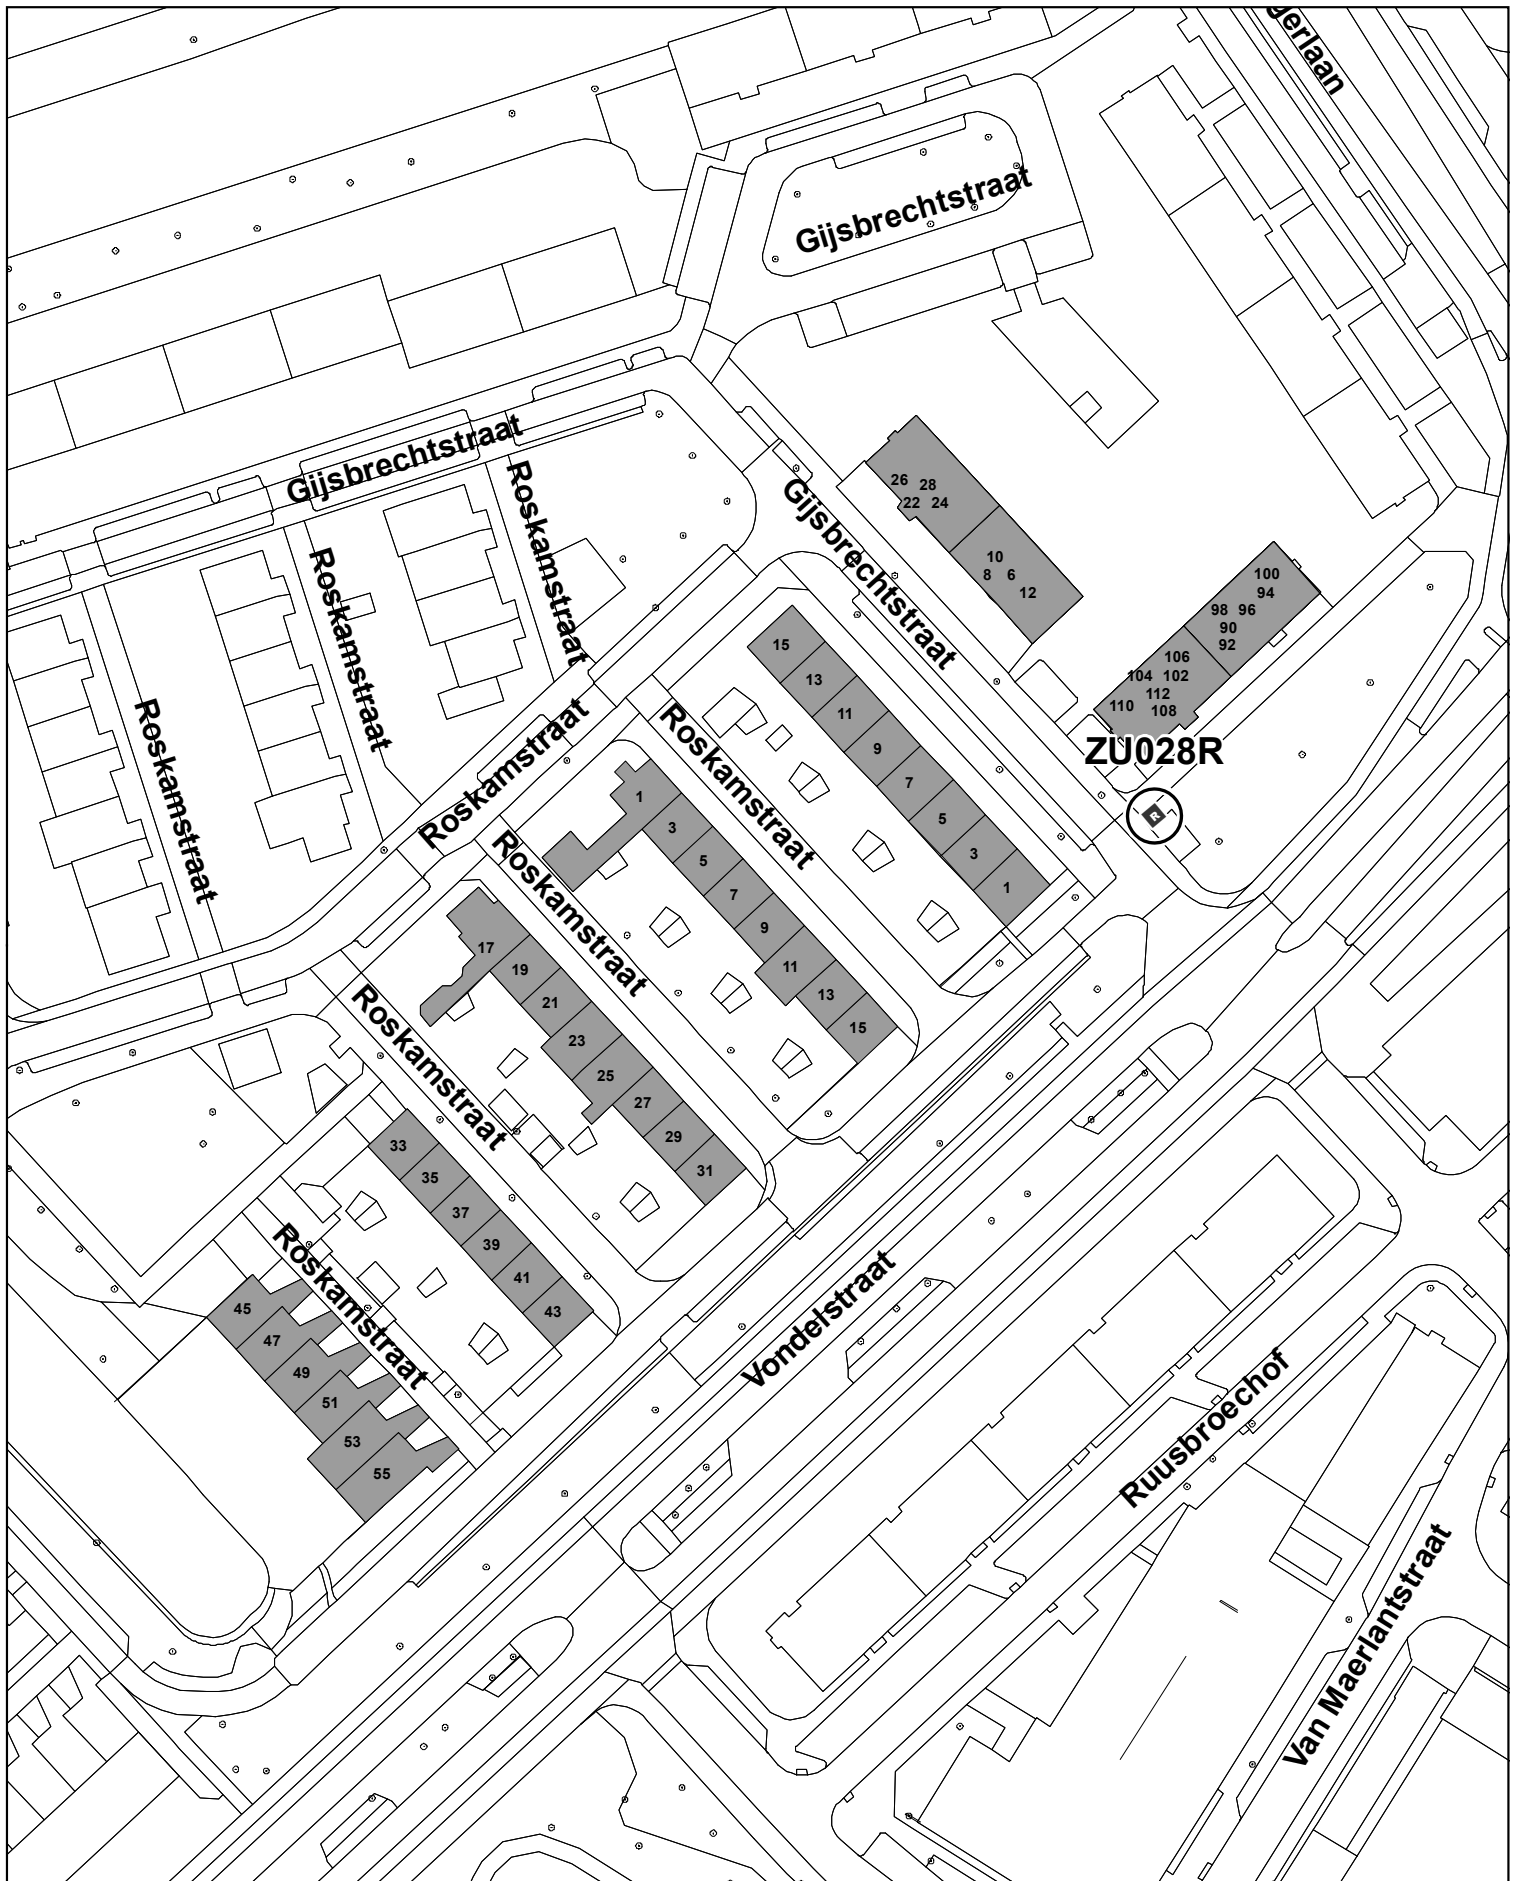 gerlaan
Gijsbrechtstraat
Gijsbrechtstraat
Roskamstraat
Gijsbrechtstraat
26 28
22 24
10
8 6
12
100
94
98 96
90
92
106
104 102
112
110 108
ZU028R
R
Roskamstraat
Roskamstraat
Roskamstraat
15
13
11
9
7
5
3
1
Roskamstraat
1
3
5
7
9
11
13
15
Roskamstraat
17
19
21
23
25
27
29
31
Roskamstraat
33
35
37
39
41
43
Roskamstraat
45
47
49
51
53
55
Vondelstraat
Ruusbroechof
Van Maerlantstraat